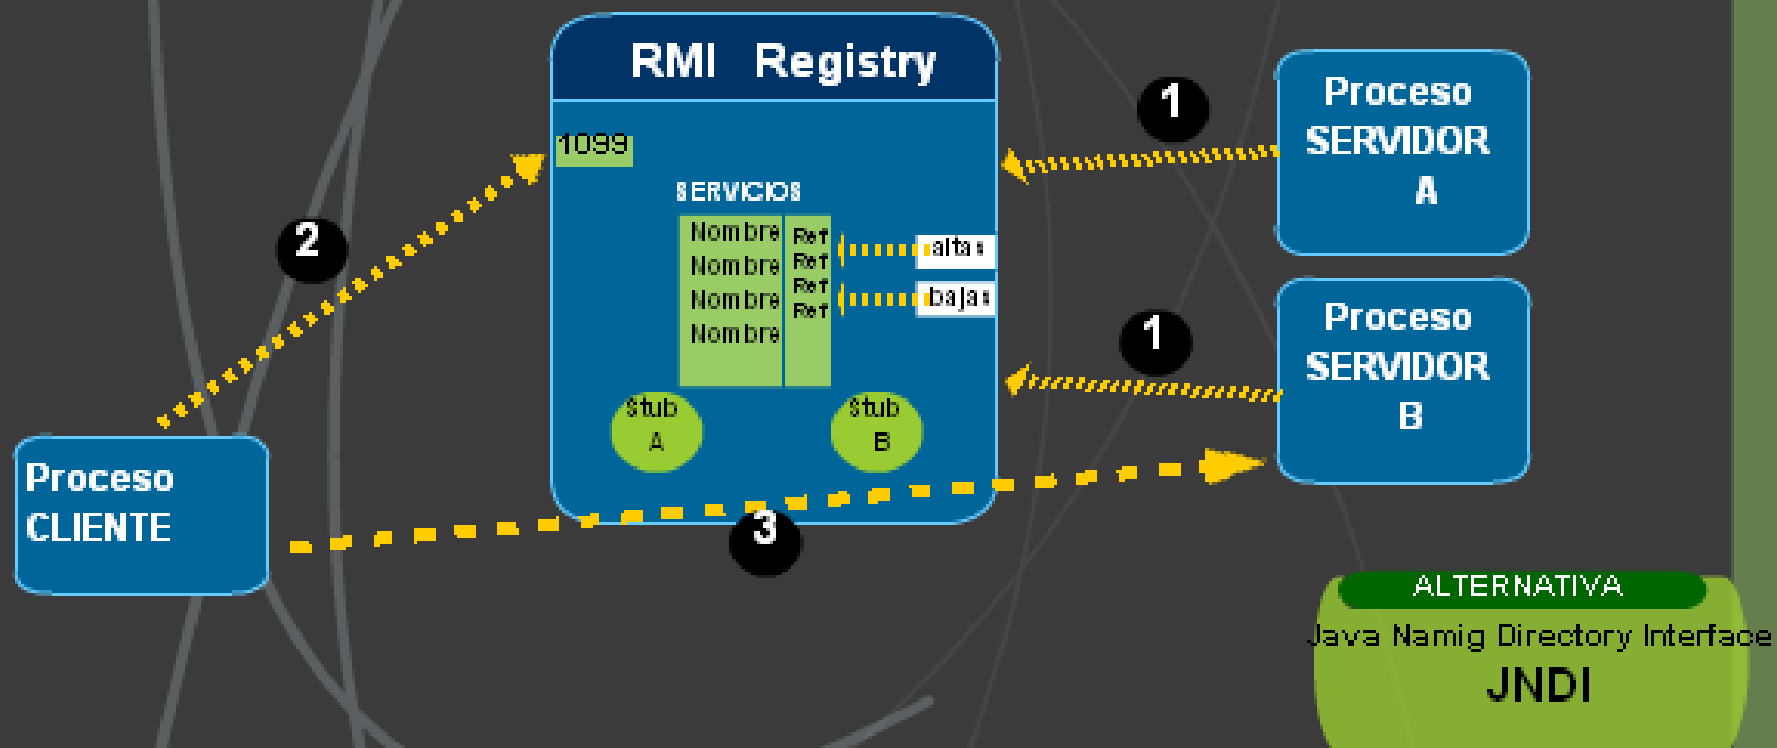 RMI Registry
1099
SERVICIOS
Nombre Ref
Nombre Ref
Nombre Ref
Nombre Ref
altas
bajas
stub
A
stub
B
1
Proceso
SERVIDOR
A
1
Proceso
SERVIDOR
B
2
Proceso
CLIENTE
3
ALTERNATIVA
Java Namig Directory Interface
JNDI